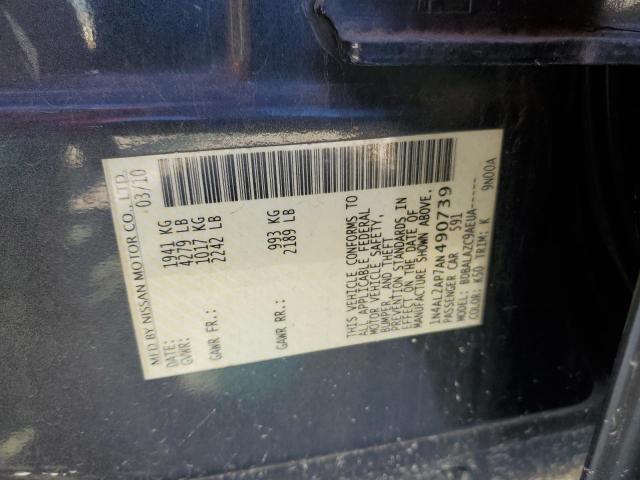 MFD BY NISSAN MOTOR CO., LTD.
DATE: 03/10
GVWR: 1941 KG
4279 LB
GAWR FR.: 1017 KG
2242 LB
GAWR RR.: 993 KG
2189 LB
THIS VEHICLE CONFORMS TO
ALL APPLICABLE FEDERAL
MOTOR VEHICLE SAFETY,
BUMPER, AND THEFT
PREVENTION STANDARDS IN
EFFECT ON THE DATE OF
MANUFACTURE SHOWN ABOVE.
1N4AL2AP7AN490739
PASSENGER CAR S91
MODEL: BDBALAZC9AEUA
COLOR: K50 TRIM: K 9N00A